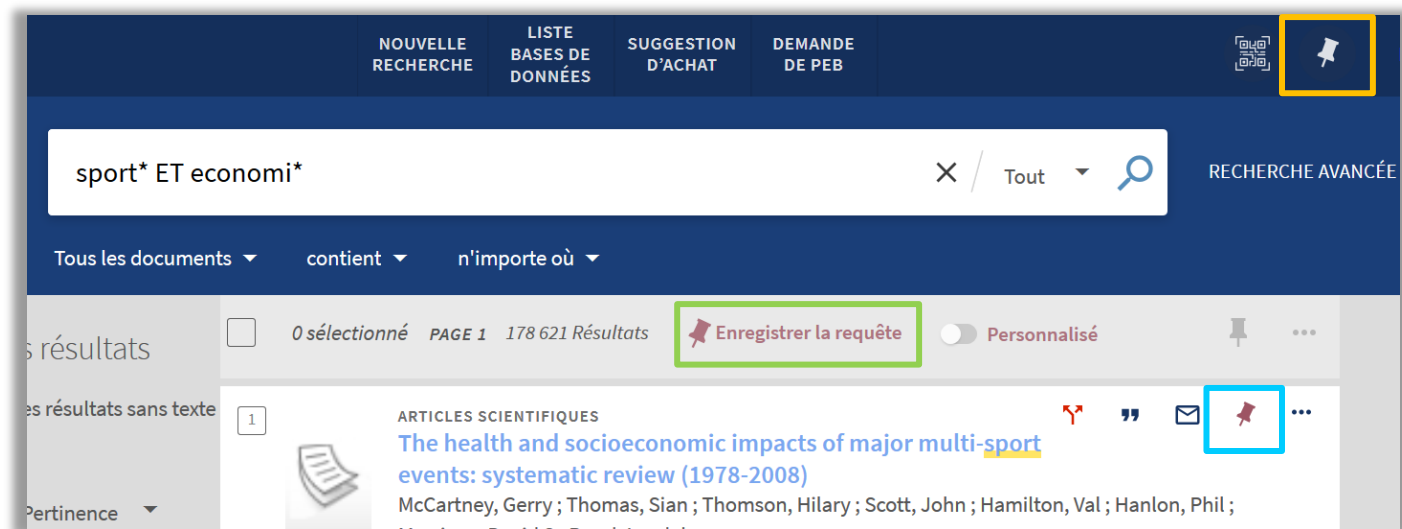 NOUVELLE RECHERCHE
LISTE BASES DE DONNÉES
SUGGESTION D'ACHAT
DEMANDE DE PEB
sport* ET economi*
Tout
RECHERCHE AVANCÉE
Tous les documents
contient
n'importe où
résultats
0 sélectionné PAGE 1 178 621 Résultats
Enregistrer la requête
Personnalisé
résultats sans texte
1
ARTICLES SCIENTIFIQUES
The health and socioeconomic impacts of major multi-sport
events: systematic review (1978-2008)
McCartney, Gerry ; Thomas, Sian ; Thomson, Hilary ; Scott, John ; Hamilton, Val ; Hanlon, Phil ;
Pertinence